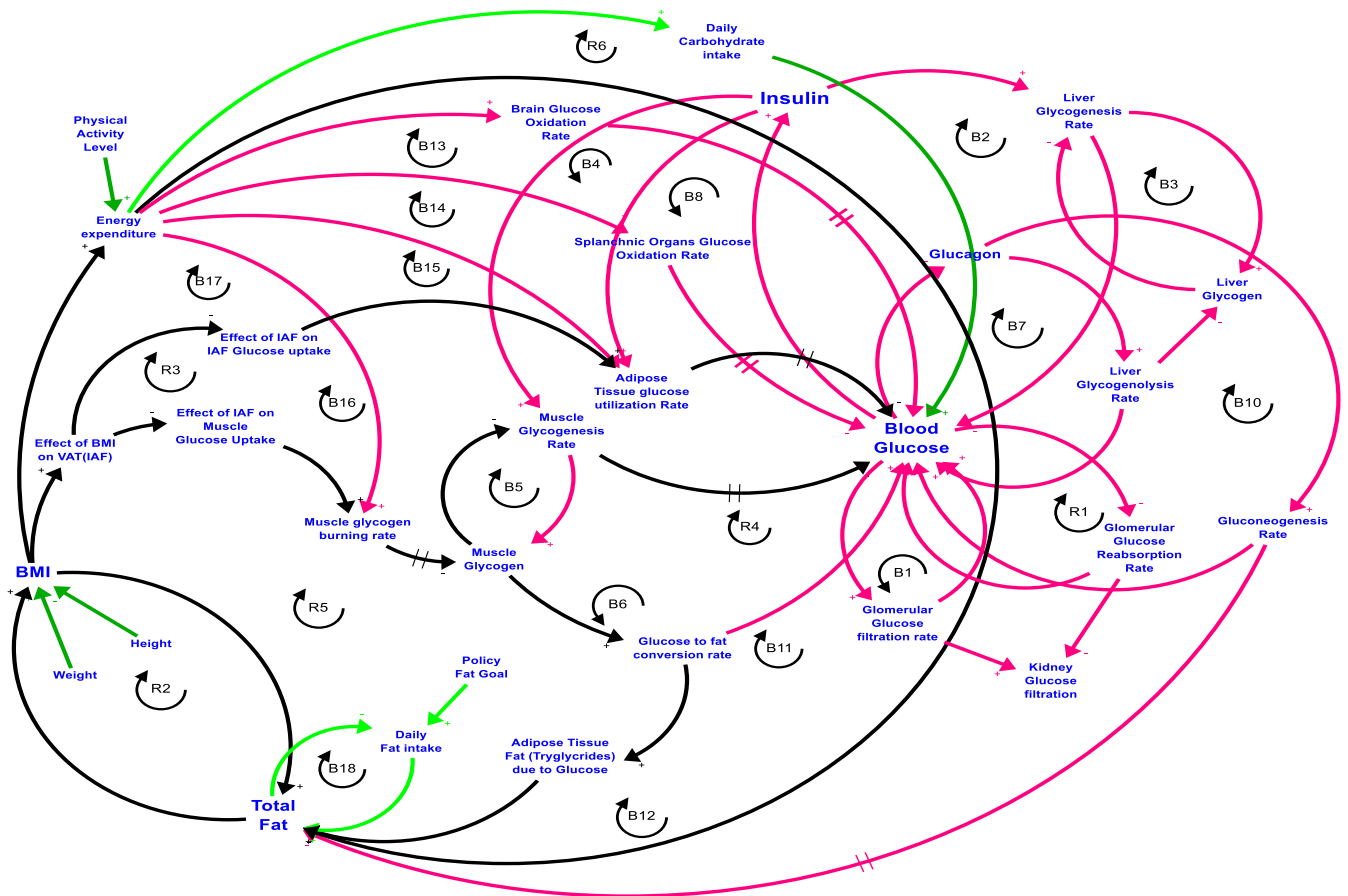 Daily
Carbohydrate
intake
R6
Insulin
Liver
Glycogenesis
Rate
Brain Glucose
Oxidation
Rate
Physical
Activity
Level
B13
B4
B2
B3
B8
B14
Energy
expenditure
Splanchnic Organs Glucose
Oxidation Rate
Glucagon
B15
B17
Liver
Glycogen
B7
Effect of IAF on
IAF Glucose uptake
R3
Adipose
Tissue glucose
utilization Rate
Liver
Glycogenolysis
Rate
B16
B10
Effect of IAF on
Muscle
Glucose Uptake
Muscle
Glycogenesis
Rate
Blood
Glucose
Effect of BMI
on VAT(IAF)
B5
R4
R1
Muscle glycogen
burning rate
Glomerular
Glucose
Reabsorption
Rate
Gluconeogenesis
Rate
Muscle
Glycogen
BMI
B1
R5
B6
Glomerular
Glucose
filtration rate
Height
Glucose to fat
conversion rate
B11
Weight
R2
Policy
Fat Goal
Kidney
Glucose
filtration
Daily
Fat intake
Adipose Tissue
Fat (Tryglycrides)
due to Glucose
B18
Total
Fat
B12